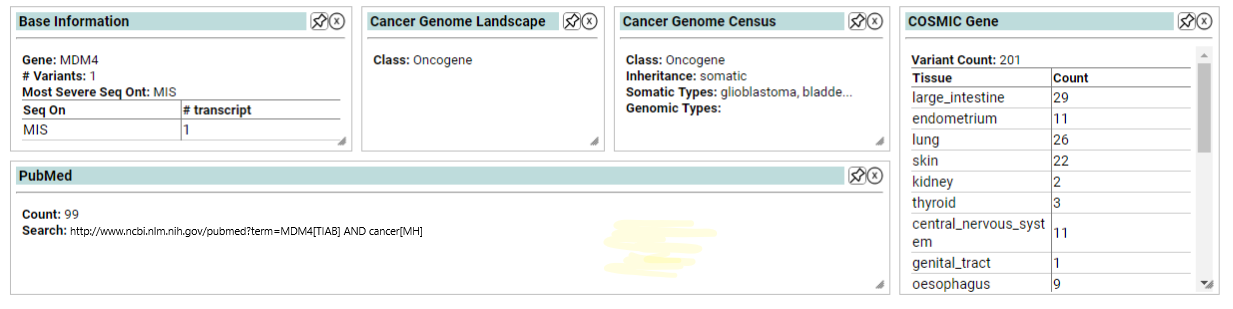 Base Information
Gene: MDM4
# Variants: 1
Most Severe Seq Ont: MIS
Seq On # transcript
MIS 1
Cancer Genome Landscape
Class: Oncogene
Cancer Genome Census
Class: Oncogene
Inheritance: somatic
Somatic Types: glioblastoma, bladde...
Genomic Types:
COSMIC Gene
Variant Count: 201
Tissue Count
large_intestine 29
endometrium 11
lung 26
skin 22
kidney 2
thyroid 3
central_nervous_syst
em 11
genital_tract 1
oesophagus 9
PubMed
Count: 99
Search: http://www.ncbi.nlm.nih.gov/pubmed?term=MDM4[TIAB] AND cancer[MH]